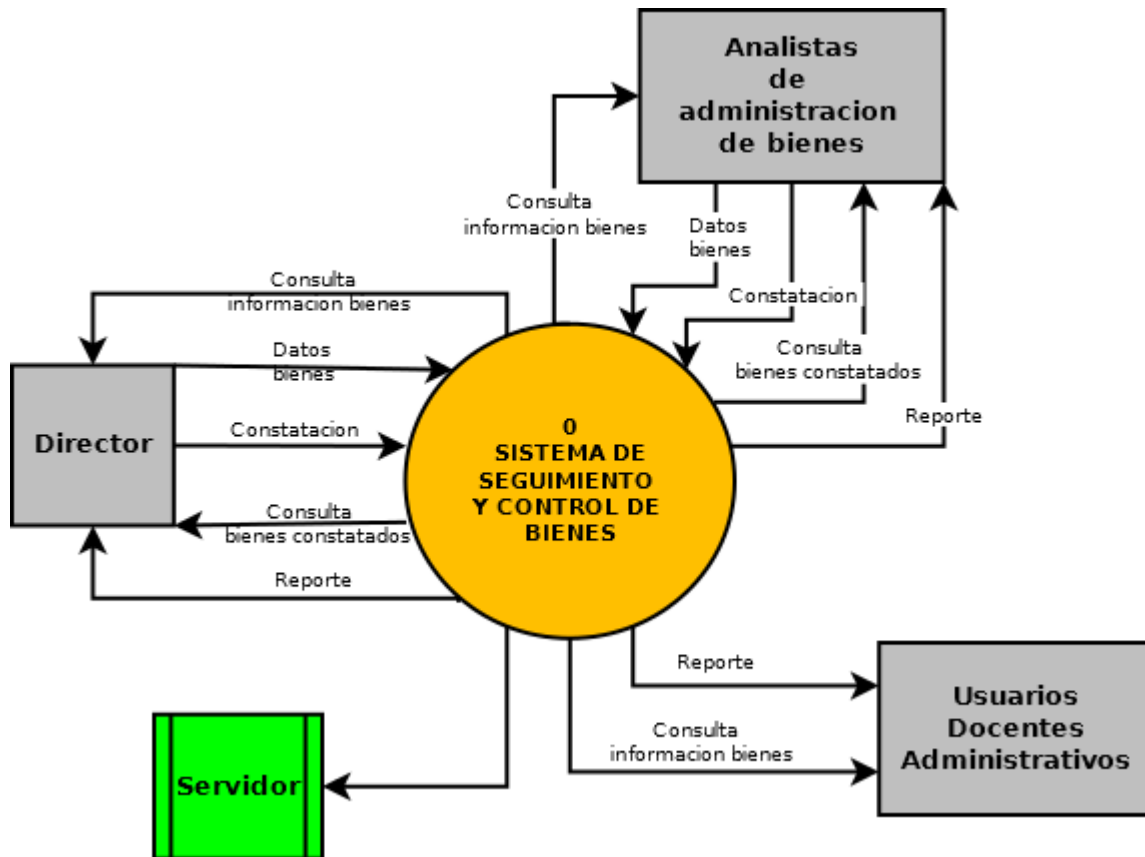 Analistas
de
administracion
de bienes
Consulta
informacion bienes
Datos
bienes
Constatacion
Consulta
bienes constatados
Reporte
Consulta
informacion bienes
Datos
bienes
Director
Constatacion
Consulta
bienes constatados
Reporte
0
SISTEMA DE
SEGUIMIENTO
Y CONTROL DE
BIENES
Reporte
Consulta
informacion bienes
Usuarios
Docentes
Administrativos
Servidor